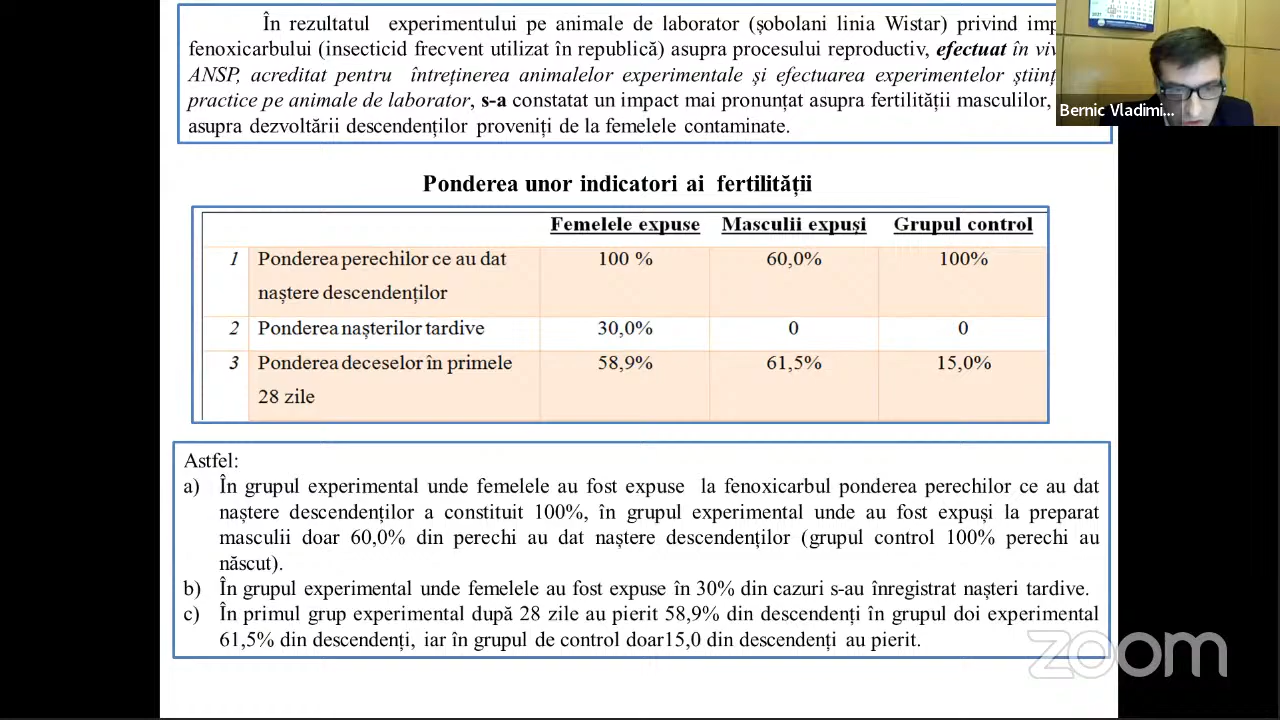 În rezultatul experimentului pe animale de laborator (șobolani linia Wistar) privind
fenoxicarbului (insecticid frecvent utilizat în republică) asupra procesului reproductiv, efectuat în
ANSP, acreditat pentru întreținerea animalelor experimentale și efectuarea experimentelor
practice pe animale de laborator, s-a constatat un impact mai pronunțat asupra fertilității masculilor,
asupra dezvoltării descendenților proveniți de la femelele contaminate.
Bernic Vladimi...
Ponderea unor indicatori ai fertilității
Femelele expuse Masculii expuși Grupul control
1 Ponderea perechilor ce au dat 100 % 60,0% 100%
naștere descendenților
2 Ponderea nașterilor tardive 30,0% 0 0
3 Ponderea deceselor în primele 58,9% 61,5% 15,0%
28 zile
Astfel:
a) În grupul experimental unde femelele au fost expuse la fenoxicarbul ponderea perechilor ce au dat
naștere descendenților a constituit 100%, în grupul experimental unde au fost expuși la preparat
masculii doar 60,0% din perechi au dat naștere descendenților (grupul control 100% perechi au
născut).
b) În grupul experimental unde femelele au fost expuse în 30% din cazuri s-au înregistrat nașteri tardive.
c) În primul grup experimental după 28 zile au pierit 58,9% din descendenți în grupul doi experimental
61,5% din descendenți, iar în grupul de control doar15,0 din descendenți au pierit.
zoom